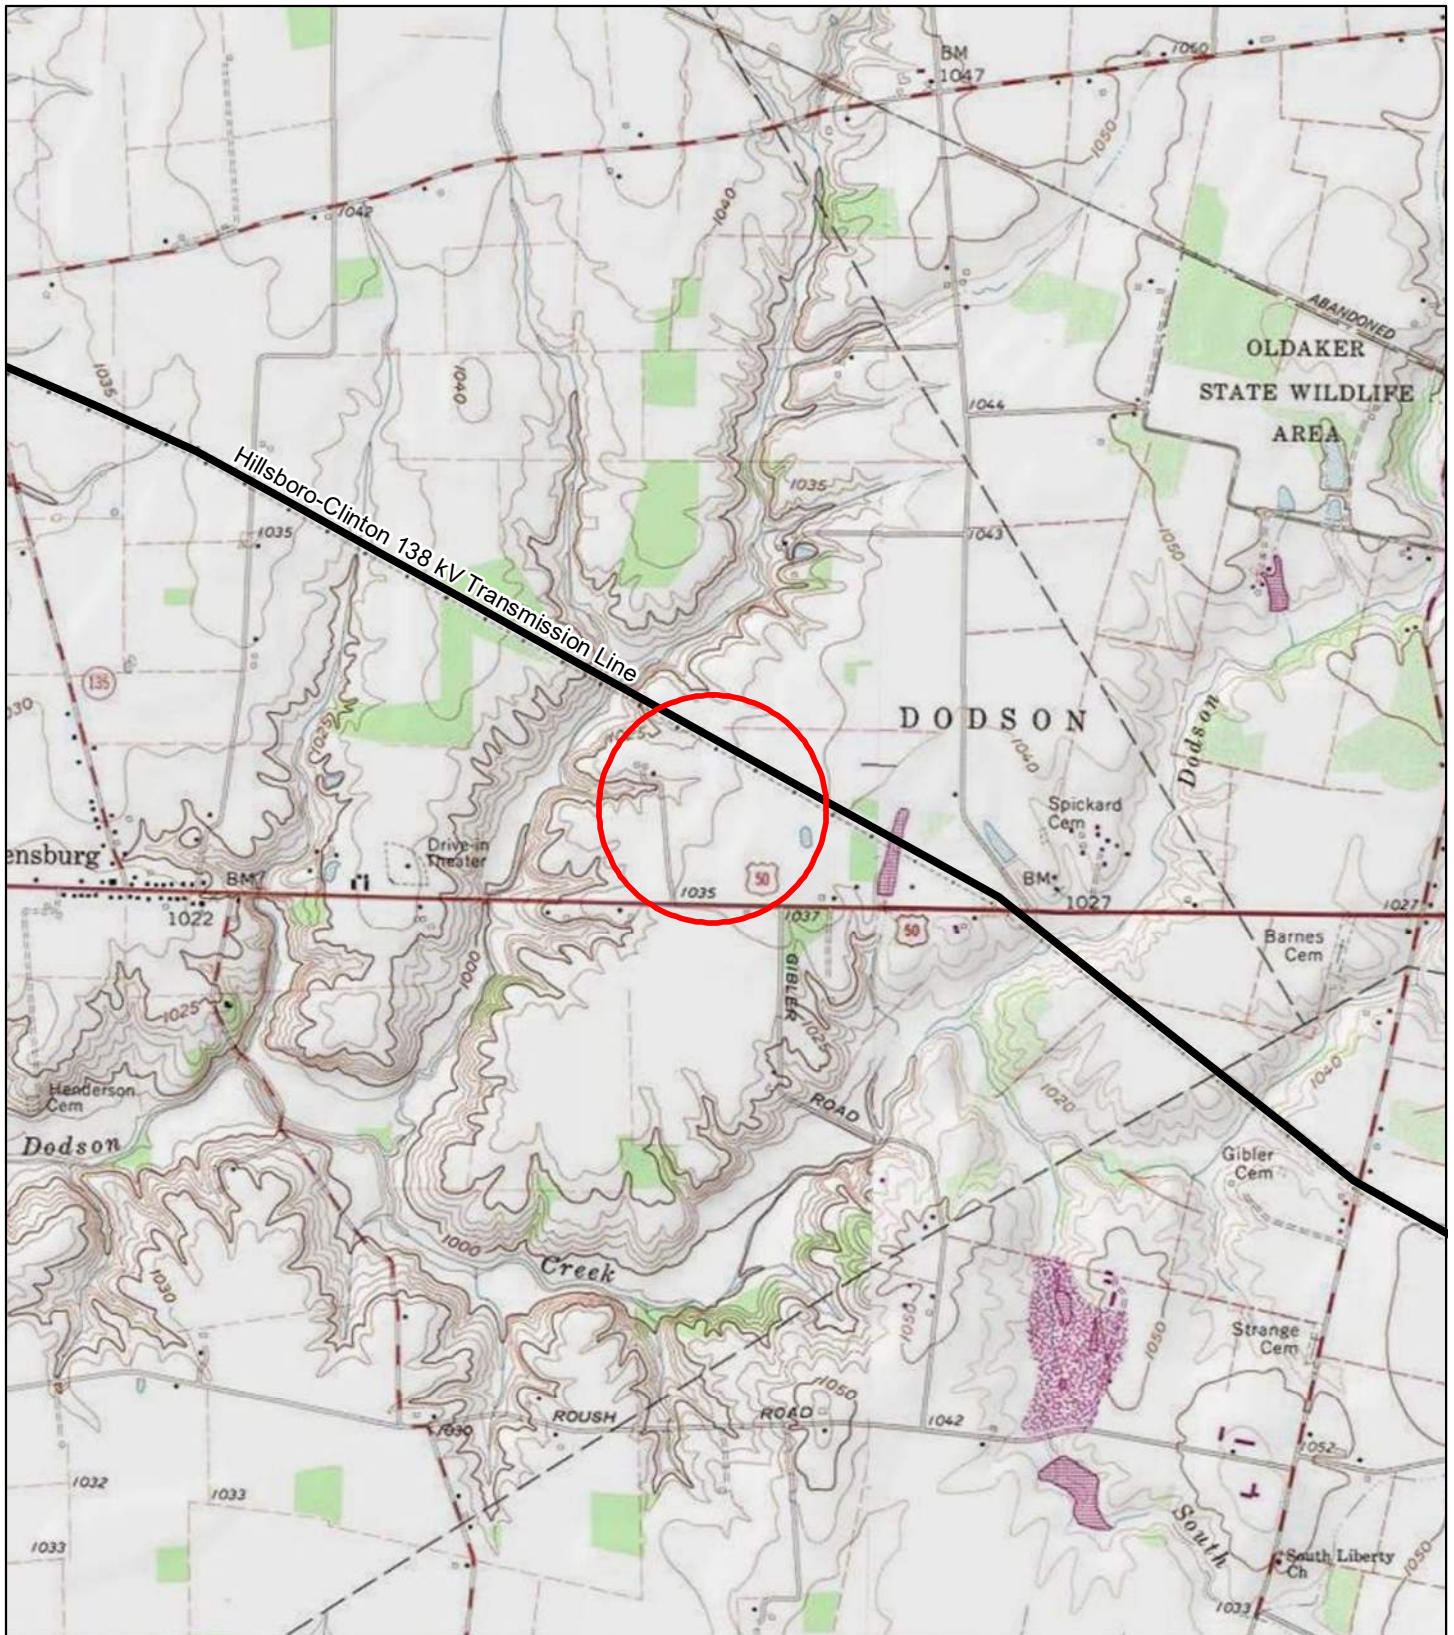 BM
1047
1060
1050
1042
1040
ABANDONED
OLDAKER
STATE WILDLIFE
AREA
1035
1040
1044
Hillsboro-Clinton 138 kV Transmission Line
1035
1035
1043
1050
135
1025
1025
DODSON
1040
Dodson
Spickard
Cem
ensburg
Drive-in
Theater
BM
1022
50
1035
1037
50
BM
1027
1027
Barnes
Cem
1000
GIBLER
1025
1025
1040
Henderson
Cem
ROAD
1020
Dodson
Gibler
Cem
1000
Creek
1030
1050
1050
Strange
Cem
1050
ROUSH
ROAD
1042
1030
1052
1032
1033
South
1033
South Liberty
Ch
1050
1033